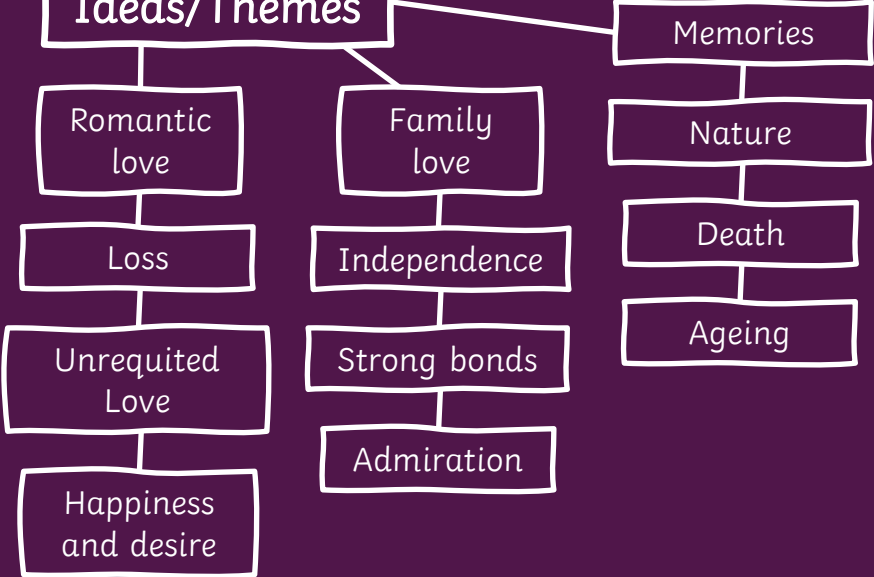 Ideas/Themes
Romantic
love
Loss
Unrequited
Love
Happiness
and desire
Family
love
Independence
Strong bonds
Admiration
Memories
Nature
Death
Ageing